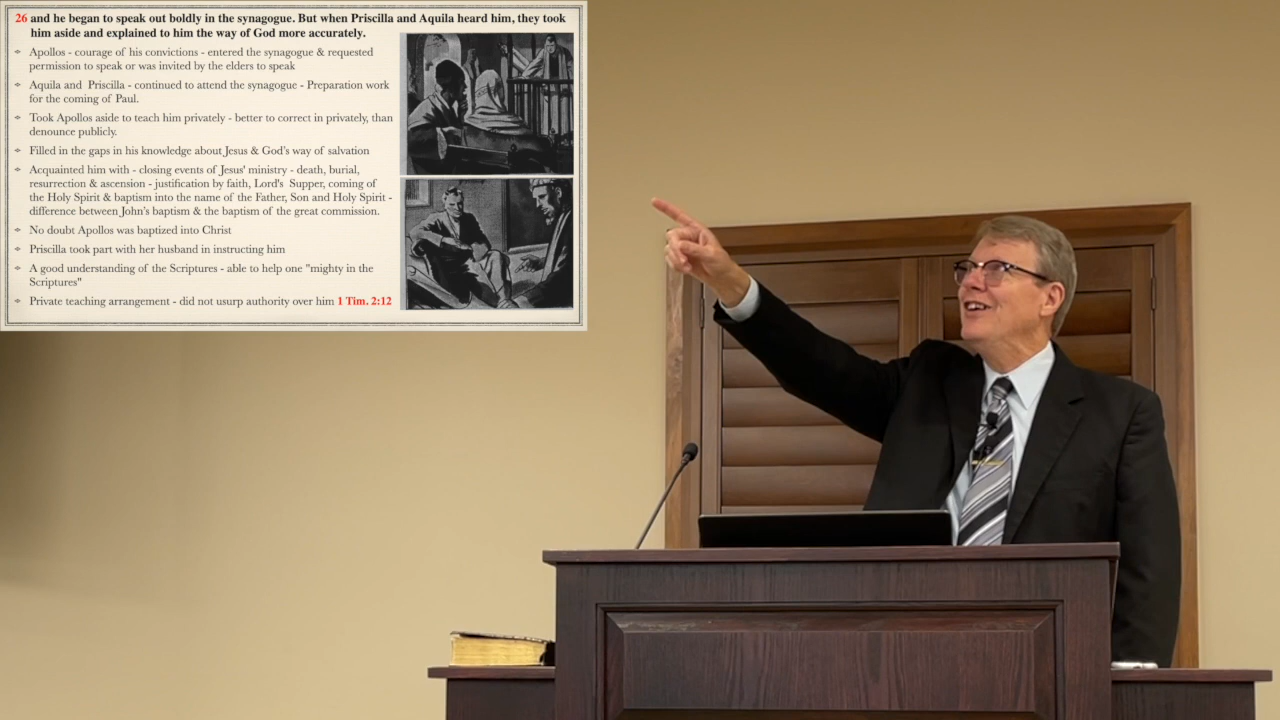 26 and he began to speak out boldly in the synagogue. But when Priscilla and Aquila heard him, they took
him aside and explained to him the way of God more accurately.
Apollos - courage of his convictions - entered the synagogue & requested
permission to speak or was invited by the elders to speak
Aquila and Priscilla - continued to attend the synagogue - Preparation work
for the coming of Paul.
Took Apollos aside to teach him privately - better to correct in privately, than
denounce publicly.
Filled in the gaps in his knowledge about Jesus & God's way of salvation
Acquainted him with - closing events of Jesus' ministry - death, burial,
resurrection & ascension - justification by faith, Lord's Supper, coming of
the Holy Spirit & baptism into the name of the Father, Son and Holy Spirit -
difference between John's baptism & the baptism of the great commission.
No doubt Apollos was baptized into Christ
Priscilla took part with her husband in instructing him
A good understanding of the Scriptures - able to help one "mighty in the
Scriptures"
Private teaching arrangement - did not usurp authority over him 1 Tim. 2:12